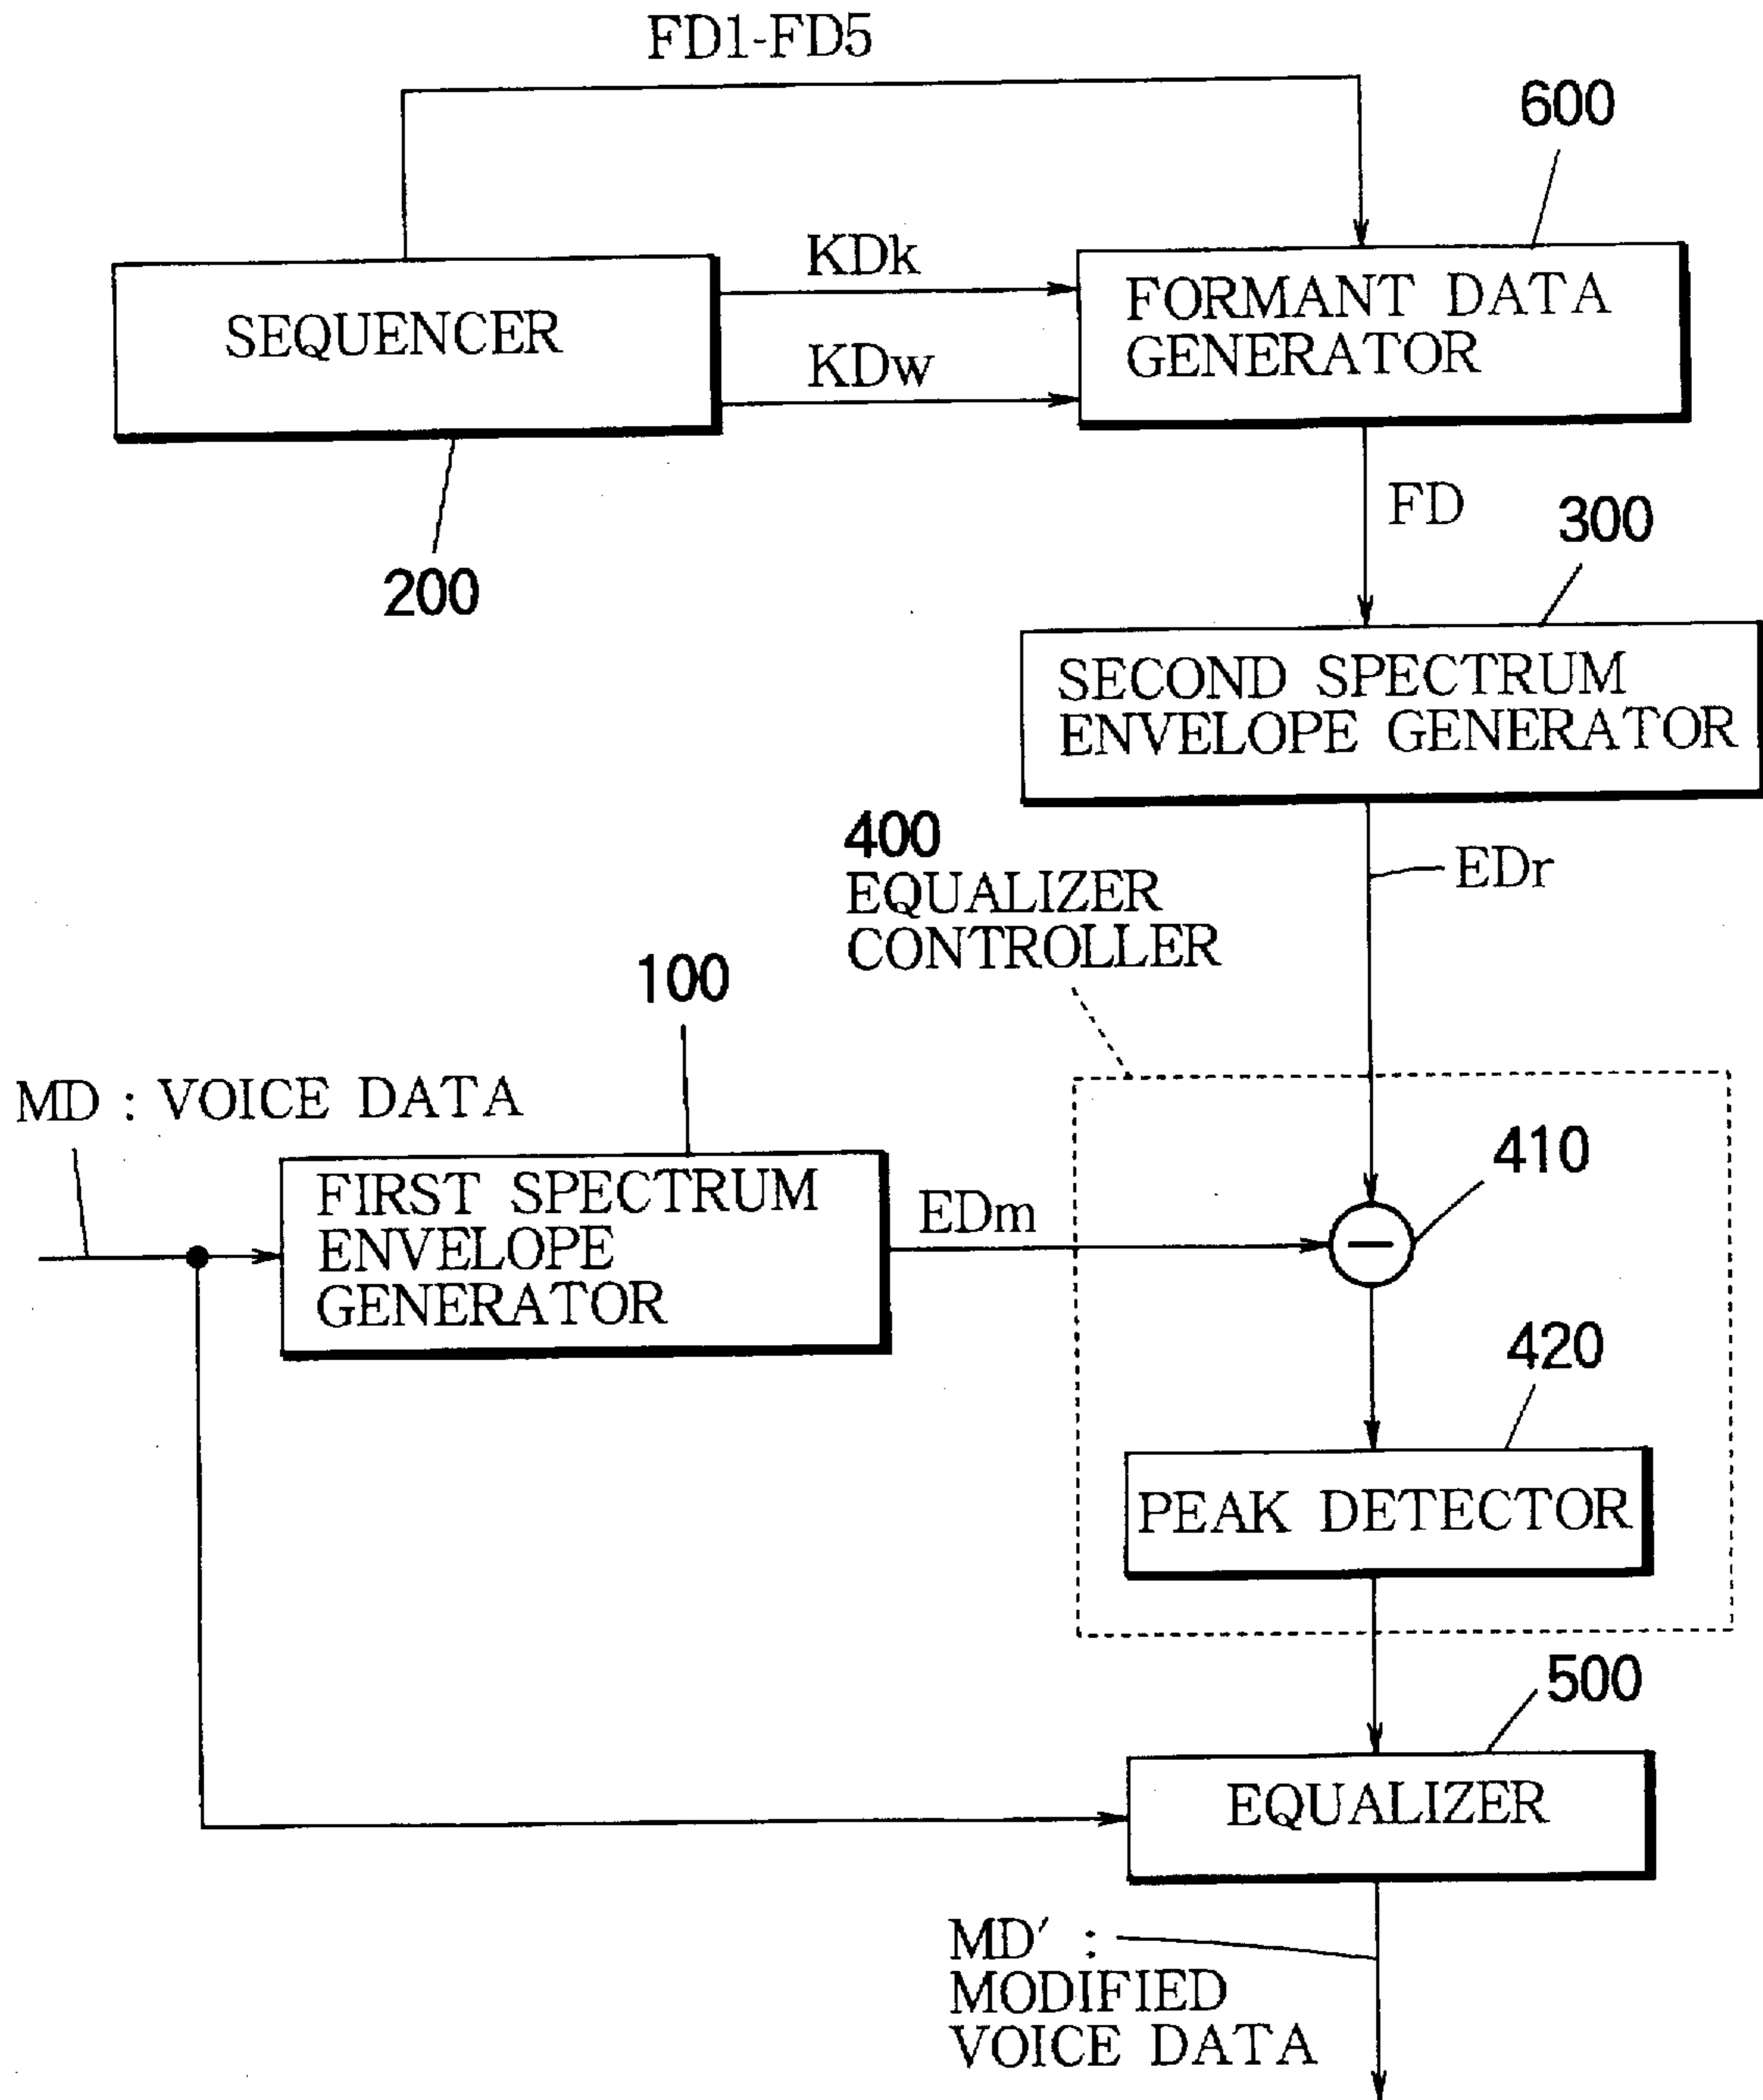 FD1-FD5
600
KDk
SEQUENCER
FORMANT DATA
GENERATOR
KDw
200
FD
300
SECOND SPECTRUM
ENVELOPE GENERATOR
400
EQUALIZER
CONTROLLER
EDr
100
MD : VOICE DATA
FIRST SPECTRUM
ENVELOPE
GENERATOR
EDm
410
420
PEAK DETECTOR
500
EQUALIZER
MD′ :
MODIFIED
VOICE DATA